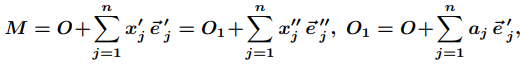 M = O + \sum_{j=1}^{n} x'_j \vec{e}\,'_j = O_1 + \sum_{j=1}^{n} x''_j \vec{e}\,''_j, O_1 = O + \sum_{j=1}^{n} a_j \vec{e}\,'_j,